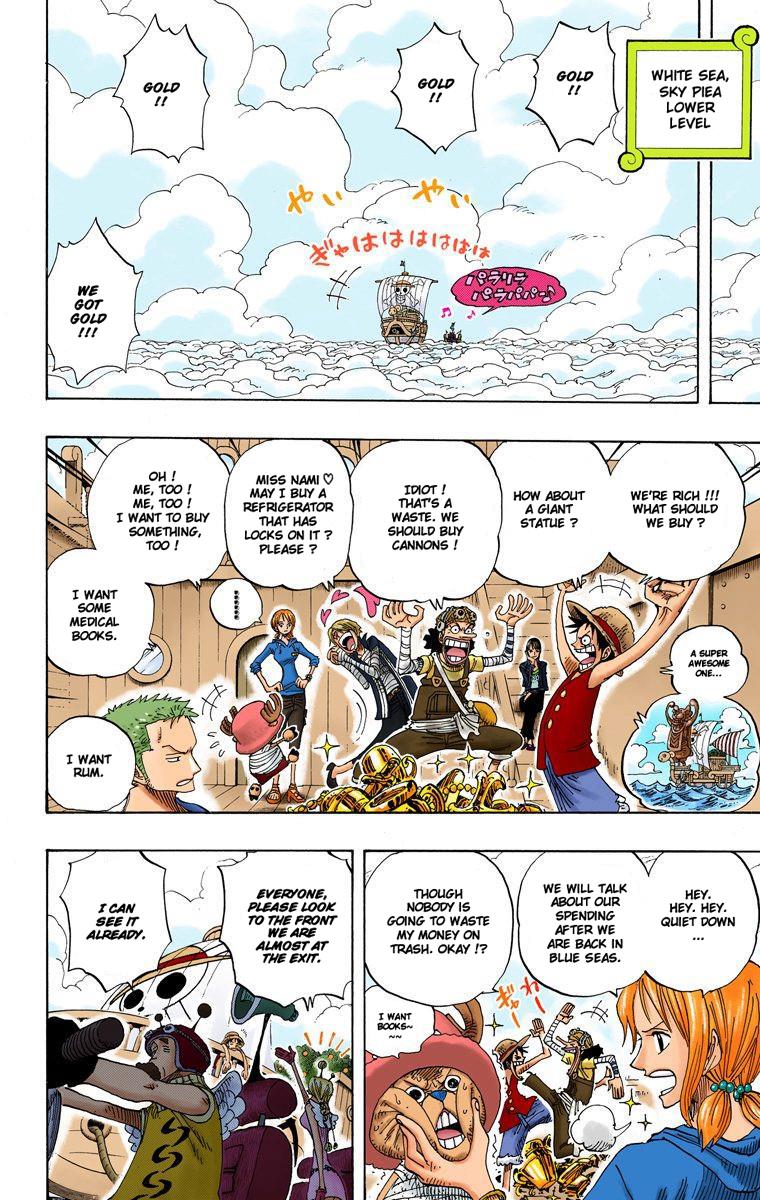 WHITE SEA,
SKY PIEA
LOWER
LEVEL
GOLD
!!
GOLD
!!
GOLD
!!
やい
やい
ぎゃはははははは
パラリラ
パラパパー♪
WE
GOT
GOLD
!!!
WE'RE RICH !!!
WHAT SHOULD
WE BUY ?
HOW ABOUT
A GIANT
STATUE ?
A SUPER
AWESOME
ONE...
IDIOT !
THAT'S A
WASTE. WE
SHOULD BUY
CANNONS !
MISS NAMI♡
MAY I BUY A
REFRIGERATOR
THAT HAS
LOCKS ON IT ?
PLEASE ?
OH !
ME, TOO !
ME, TOO !
I WANT TO BUY
SOMETHING,
TOO !
I WANT
SOME
MEDICAL
BOOKS.
I WANT
RUM.
HEY.
HEY. HEY.
QUIET DOWN
...
WE WILL TALK
ABOUT OUR
SPENDING
AFTER WE
ARE BACK IN
BLUE SEAS.
THOUGH
NOBODY IS
GOING TO WASTE
MY MONEY ON
TRASH. OKAY !?
ぎゃー
わー
I WANT
BOOKS~
~~
EVERYONE,
PLEASE LOOK
TO THE FRONT
WE ARE
ALMOST AT
THE EXIT.
I CAN
SEE IT
ALREADY.